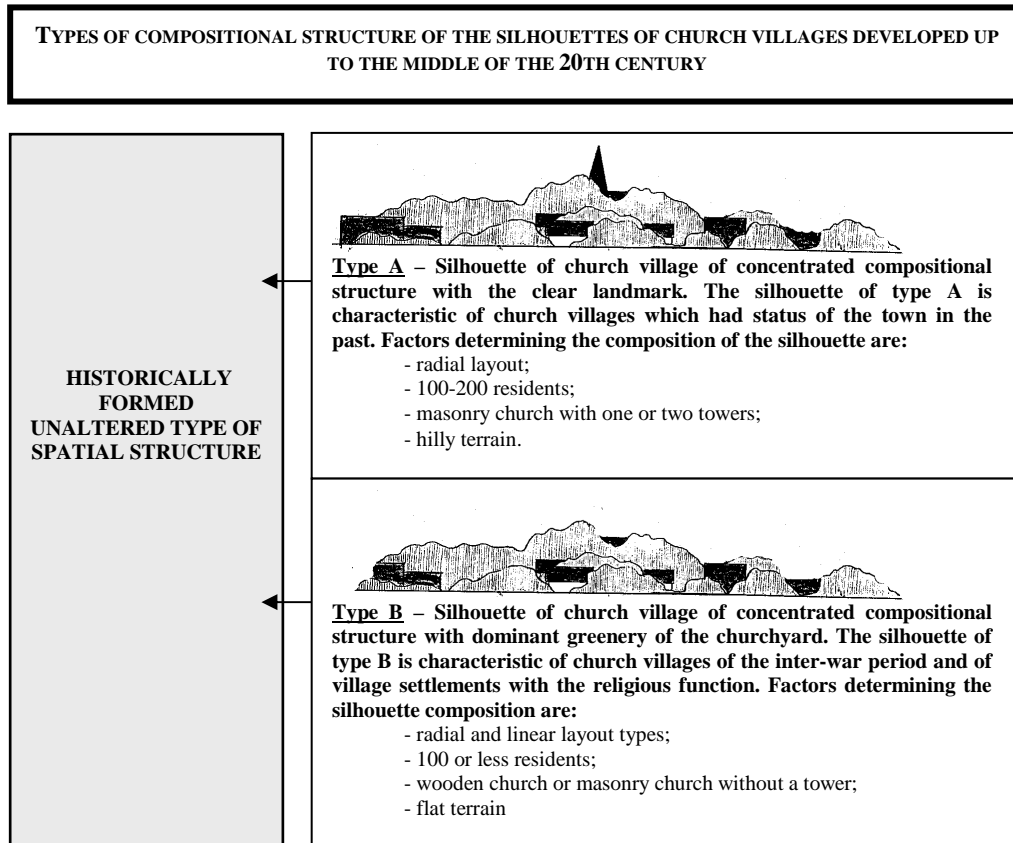 TYPES OF COMPOSITIONAL STRUCTURE OF THE SILHOUETTES OF CHURCH VILLAGES DEVELOPED UP
TO THE MIDDLE OF THE 20TH CENTURY
HISTORICALLY
FORMED
UNALTERED TYPE OF
SPATIAL STRUCTURE
Type A – Silhouette of church village of concentrated compositional
structure with the clear landmark. The silhouette of type A is
characteristic of church villages which had status of the town in the
past. Factors determining the composition of the silhouette are:
- radial layout;
- 100-200 residents;
- masonry church with one or two towers;
- hilly terrain.
Type B – Silhouette of church village of concentrated compositional
structure with dominant greenery of the churchyard. The silhouette of
type B is characteristic of church villages of the inter-war period and of
village settlements with the religious function. Factors determining the
silhouette composition are:
- radial and linear layout types;
- 100 or less residents;
- wooden church or masonry church without a tower;
- flat terrain